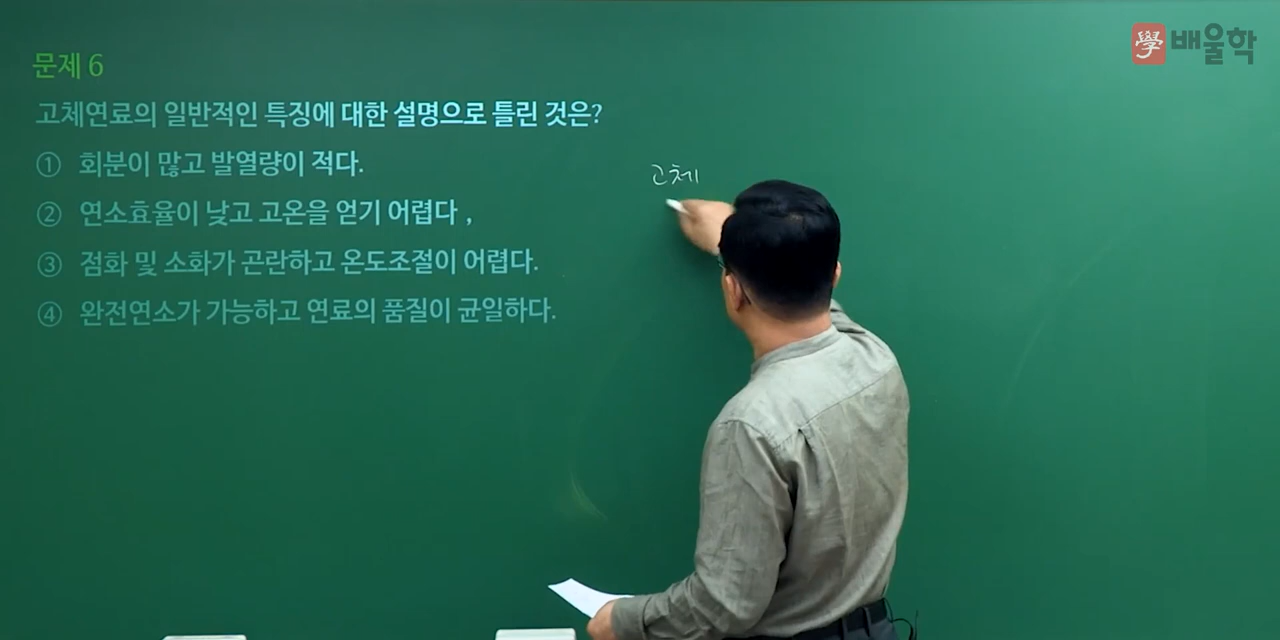 學 배울학
문제 6
고체연료의 일반적인 특징에 대한 설명으로 틀린 것은?
① 회분이 많고 발열량이 적다.
② 연소효율이 낮고 고온을 얻기 어렵다 ,
③ 점화 및 소화가 곤란하고 온도조절이 어렵다.
④ 완전연소가 가능하고 연료의 품질이 균일하다.
고체